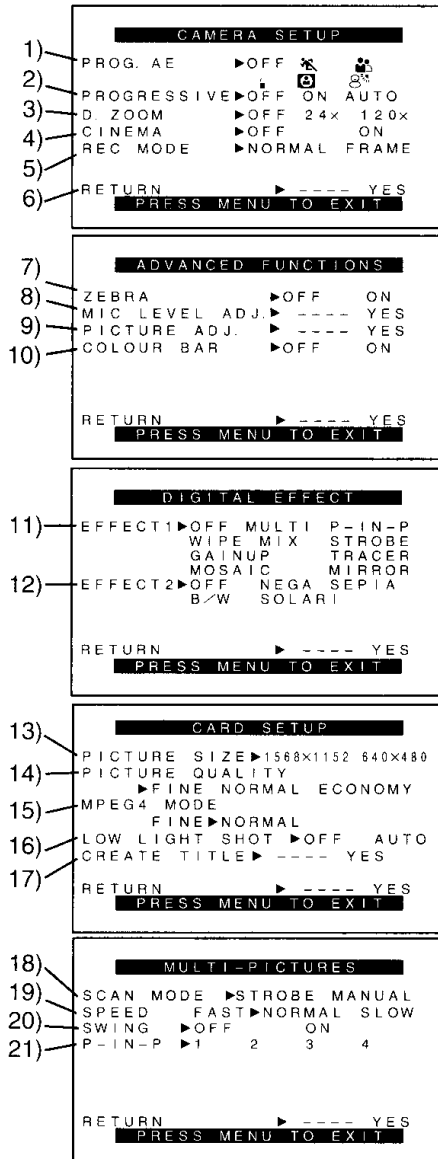 CAMERA SETUP
1) PROG. AE ▶OFF
2) PROGRESSIVE▶OFF ON AUTO
3) D. ZOOM ▶OFF 24× 120×
4) CINEMA ▶OFF ON
5) REC MODE ▶NORMAL FRAME
6) RETURN ▶ ---- YES
PRESS MENU TO EXIT
ADVANCED FUNCTIONS
7) ZEBRA ▶OFF ON
8) MIC LEVEL ADJ.▶ ---- YES
9) PICTURE ADJ. ▶ ---- YES
10) COLOUR BAR ▶OFF ON
RETURN ▶ ---- YES
PRESS MENU TO EXIT
DIGITAL EFFECT
11) EFFECT1▶OFF MULTI P-IN-P
WIPE MIX STROBE
GAINUP TRACER
MOSAIC MIRROR
12) EFFECT2▶OFF NEGA SEPIA
B/W SOLARI
RETURN ▶ ---- YES
PRESS MENU TO EXIT
CARD SETUP
13) PICTURE SIZE▶1568×1152 640×480
14) PICTURE QUALITY
▶FINE NORMAL ECONOMY
15) MPEG4 MODE
FINE▶NORMAL
16) LOW LIGHT SHOT ▶OFF AUTO
17) CREATE TITLE▶ ---- YES
RETURN ▶ ---- YES
PRESS MENU TO EXIT
MULTI-PICTURES
18) SCAN MODE ▶STROBE MANUAL
19) SPEED FAST▶NORMAL SLOW
20) SWING ▶OFF ON
21) P-IN-P ▶1 2 3 4
RETURN ▶ ---- YES
PRESS MENU TO EXIT